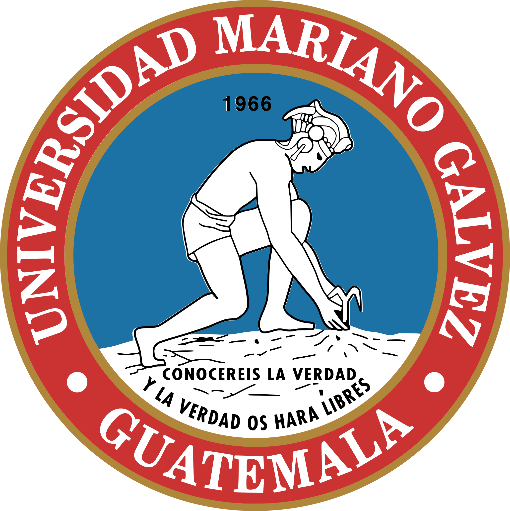 UNIVERSIDAD MARIANO GALVEZ
1966
CONOCEREIS LA VERDAD
Y LA VERDAD OS HARA LIBRES
GUATEMALA